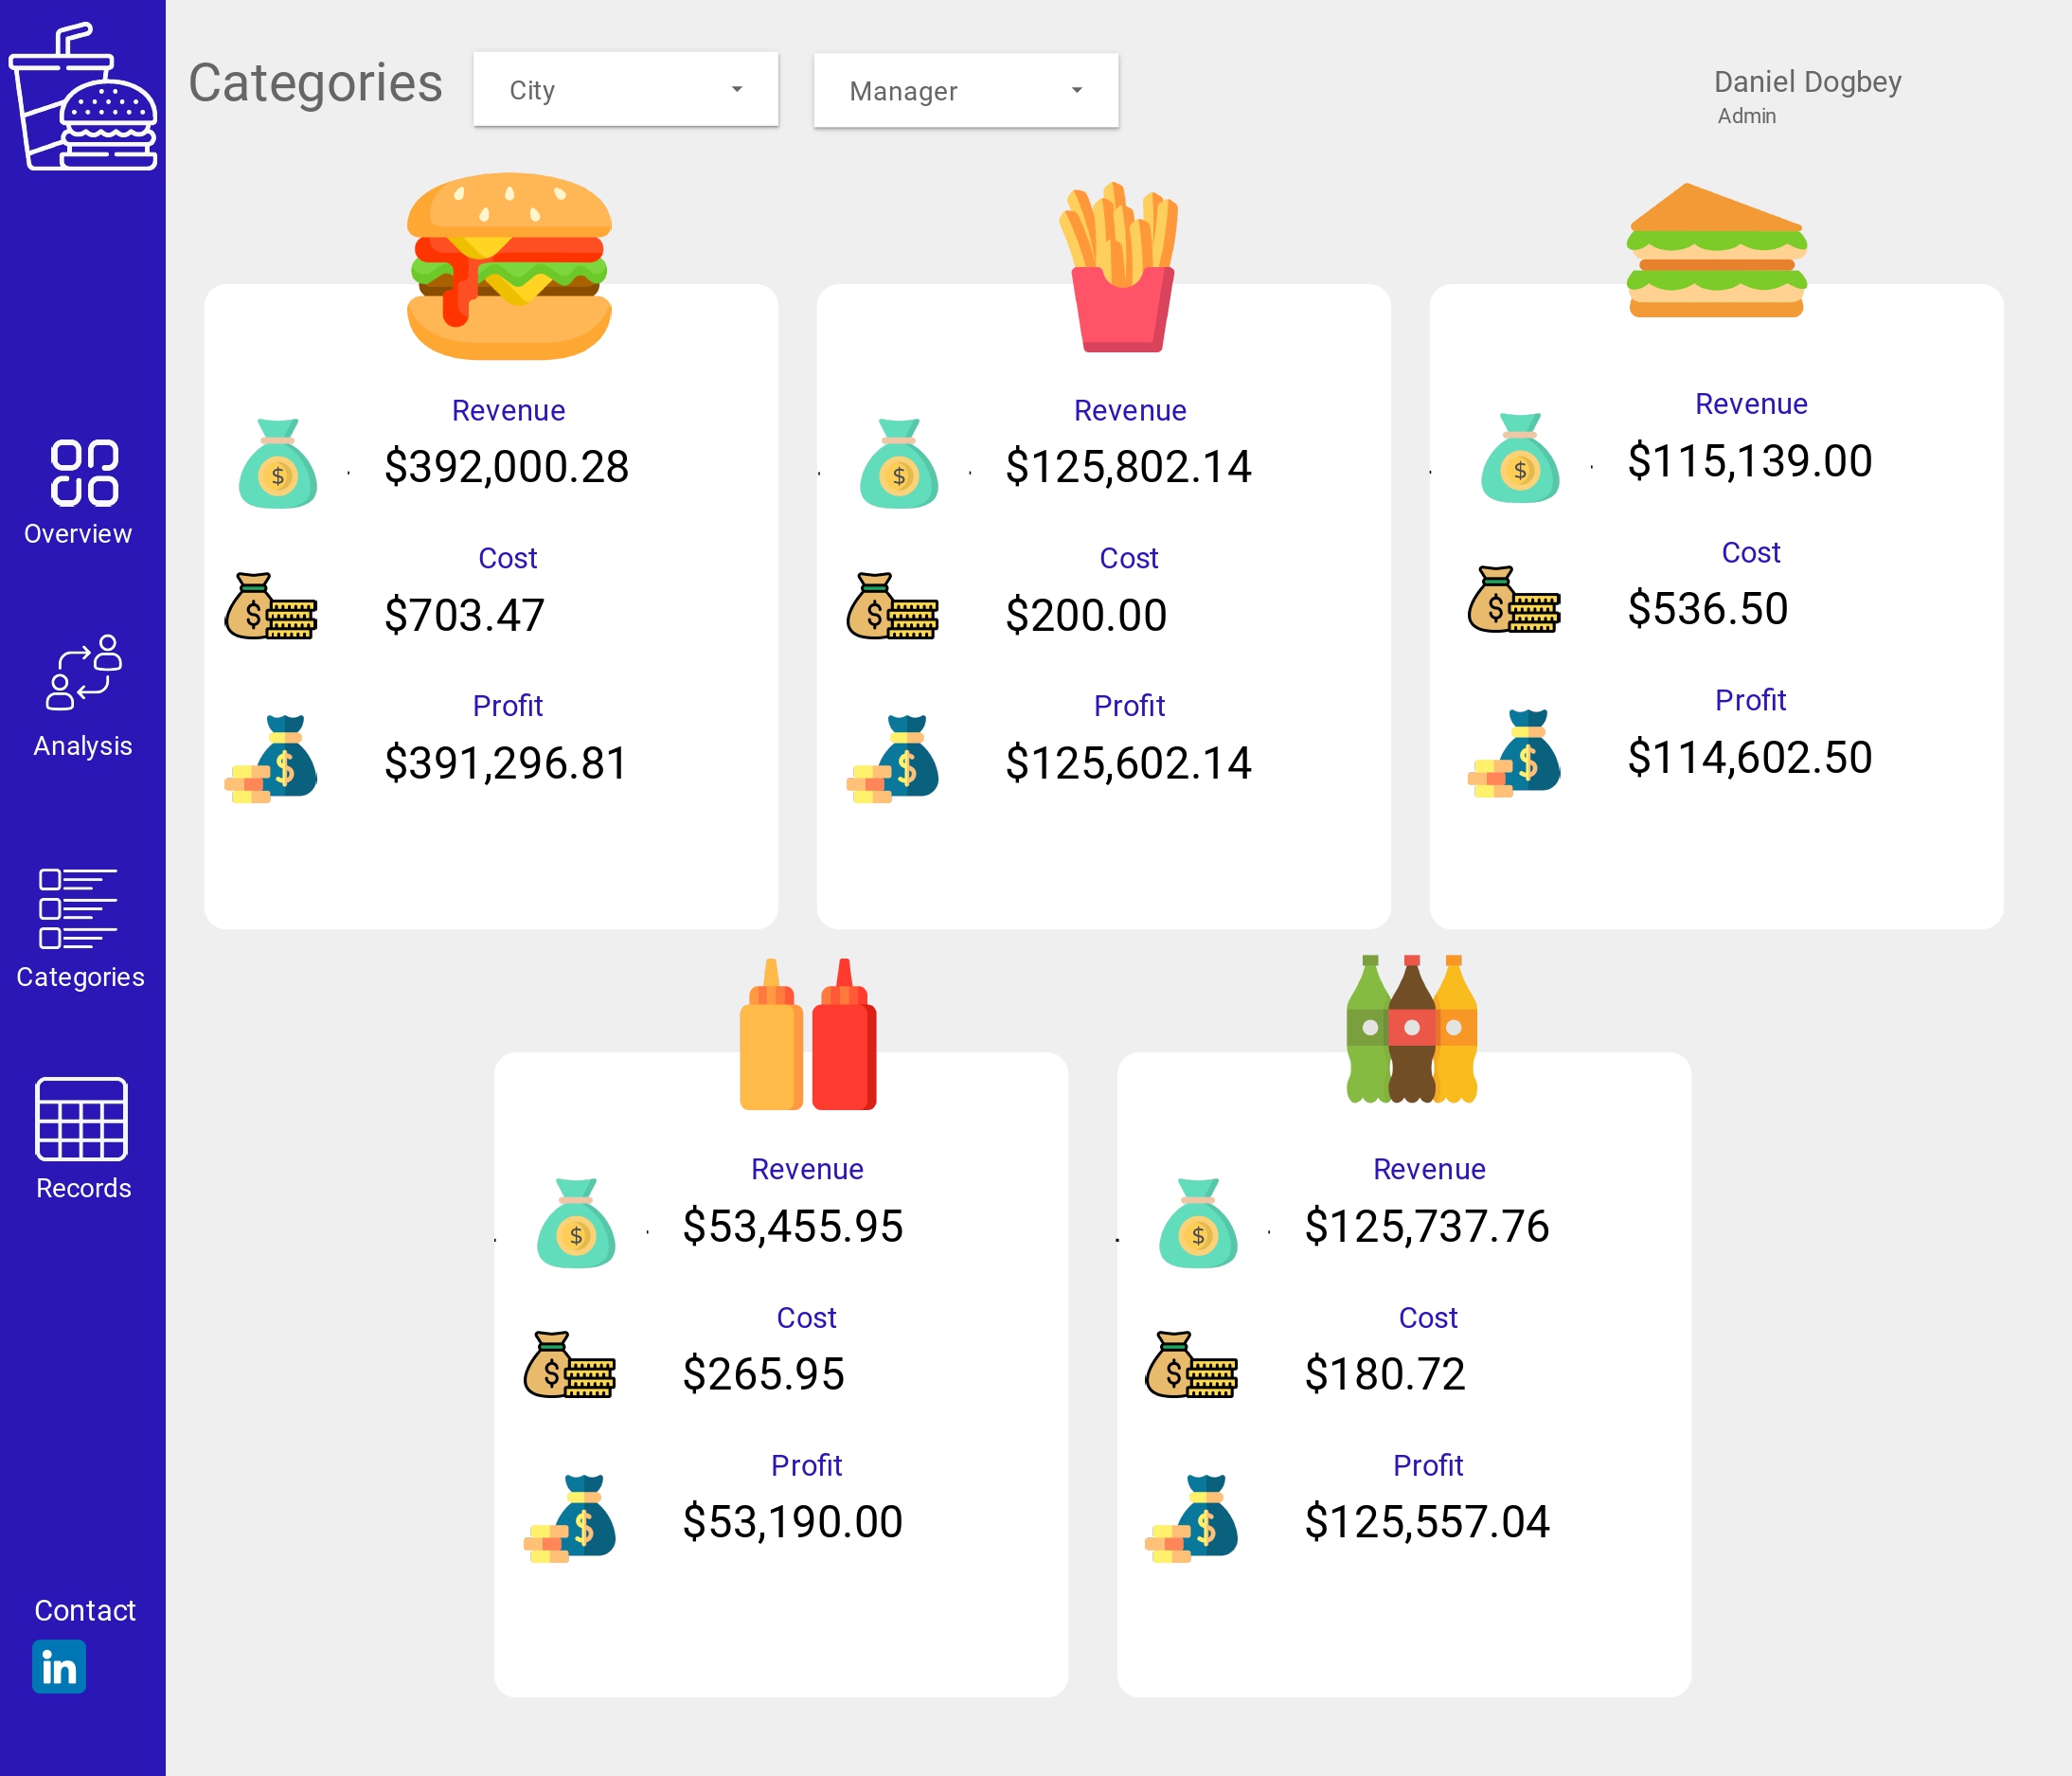 Categories
City
Manager
Daniel Dogbey
Admin
Overview
Analysis
Categories
Records
Contact
in
Revenue
$392,000.28
Cost
$703.47
Profit
$391,296.81
Revenue
$125,802.14
Cost
$200.00
Profit
$125,602.14
Revenue
$115,139.00
Cost
$536.50
Profit
$114,602.50
Revenue
$53,455.95
Cost
$265.95
Profit
$53,190.00
Revenue
$125,737.76
Cost
$180.72
Profit
$125,557.04